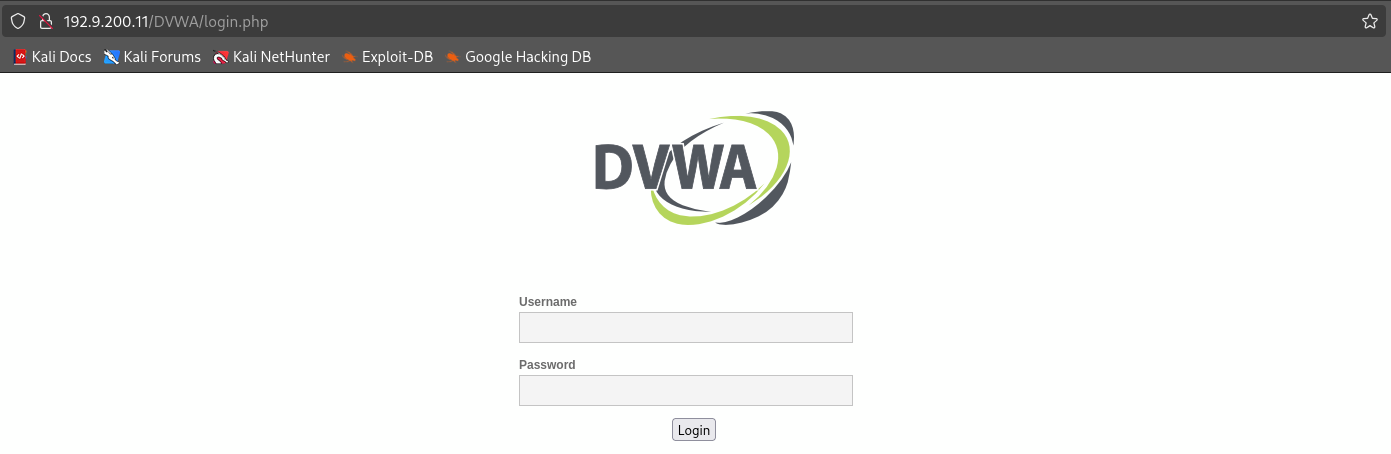 192.9.200.11/DVWA/login.php
Kali Docs Kali Forums Kali NetHunter Exploit-DB Google Hacking DB
DVWA
Username
Password
Login